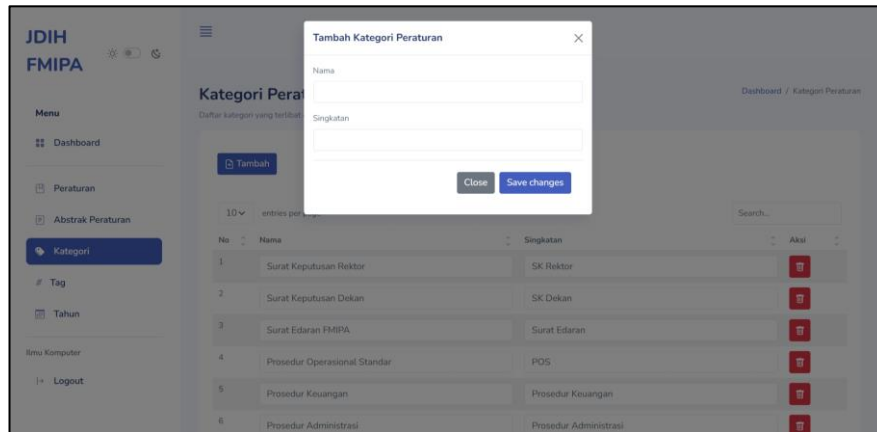 JDIH
FMIPA
Menu
Dashboard
Peraturan
Abstrak Peraturan
Kategori
# Tag
Tahun
Ilmu Komputer
Logout
Tambah Kategori Peraturan
Nama
Singkatan
Close Save changes
Kategori Perat
Dashboard / Kategori Peraturan
Daftar kategori yang terlibat
Tambah
10 entries per
Search...
No Nama Singkatan Aksi
1 Surat Keputusan Rektor SK Rektor
2 Surat Keputusan Dekan SK Dekan
3 Surat Edaran FMIPA Surat Edaran
4 Prosedur Operasional Standar POS
5 Prosedur Keuangan Prosedur Keuangan
6 Prosedur Administrasi Prosedur Administrasi